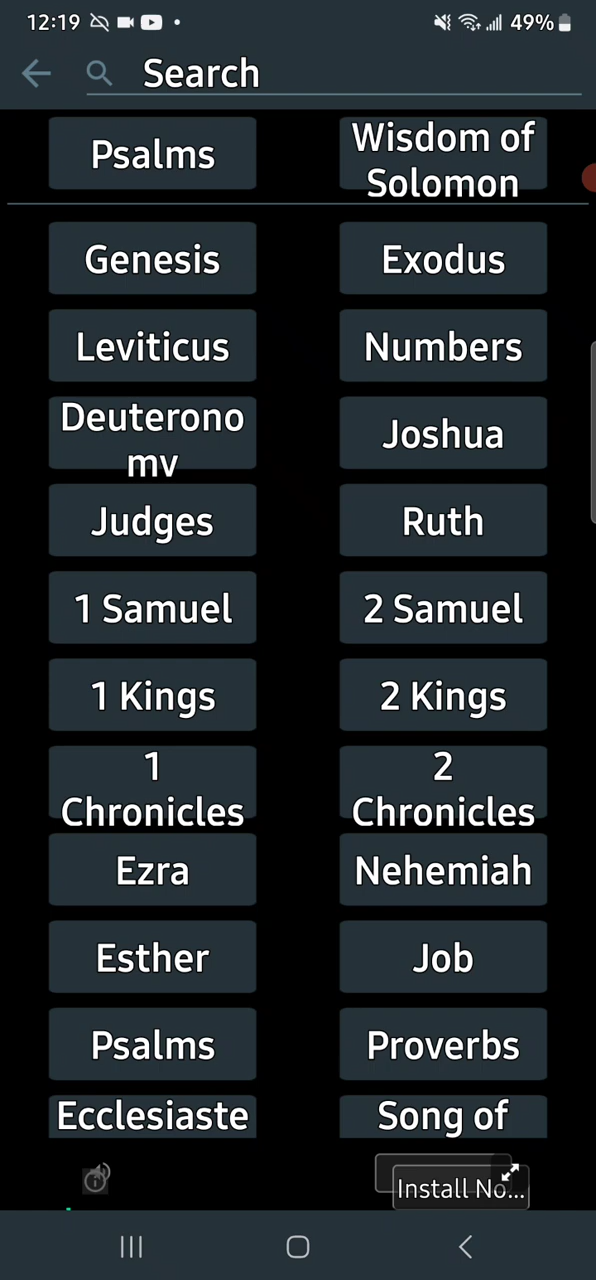 12:19
49%
Search
Psalms
Wisdom of
Solomon
Genesis
Exodus
Leviticus
Numbers
Deuterono
my
Joshua
Judges
Ruth
1 Samuel
2 Samuel
1 Kings
2 Kings
1
Chronicles
2
Chronicles
Ezra
Nehemiah
Esther
Job
Psalms
Proverbs
Ecclesiaste
Song of
Install No...